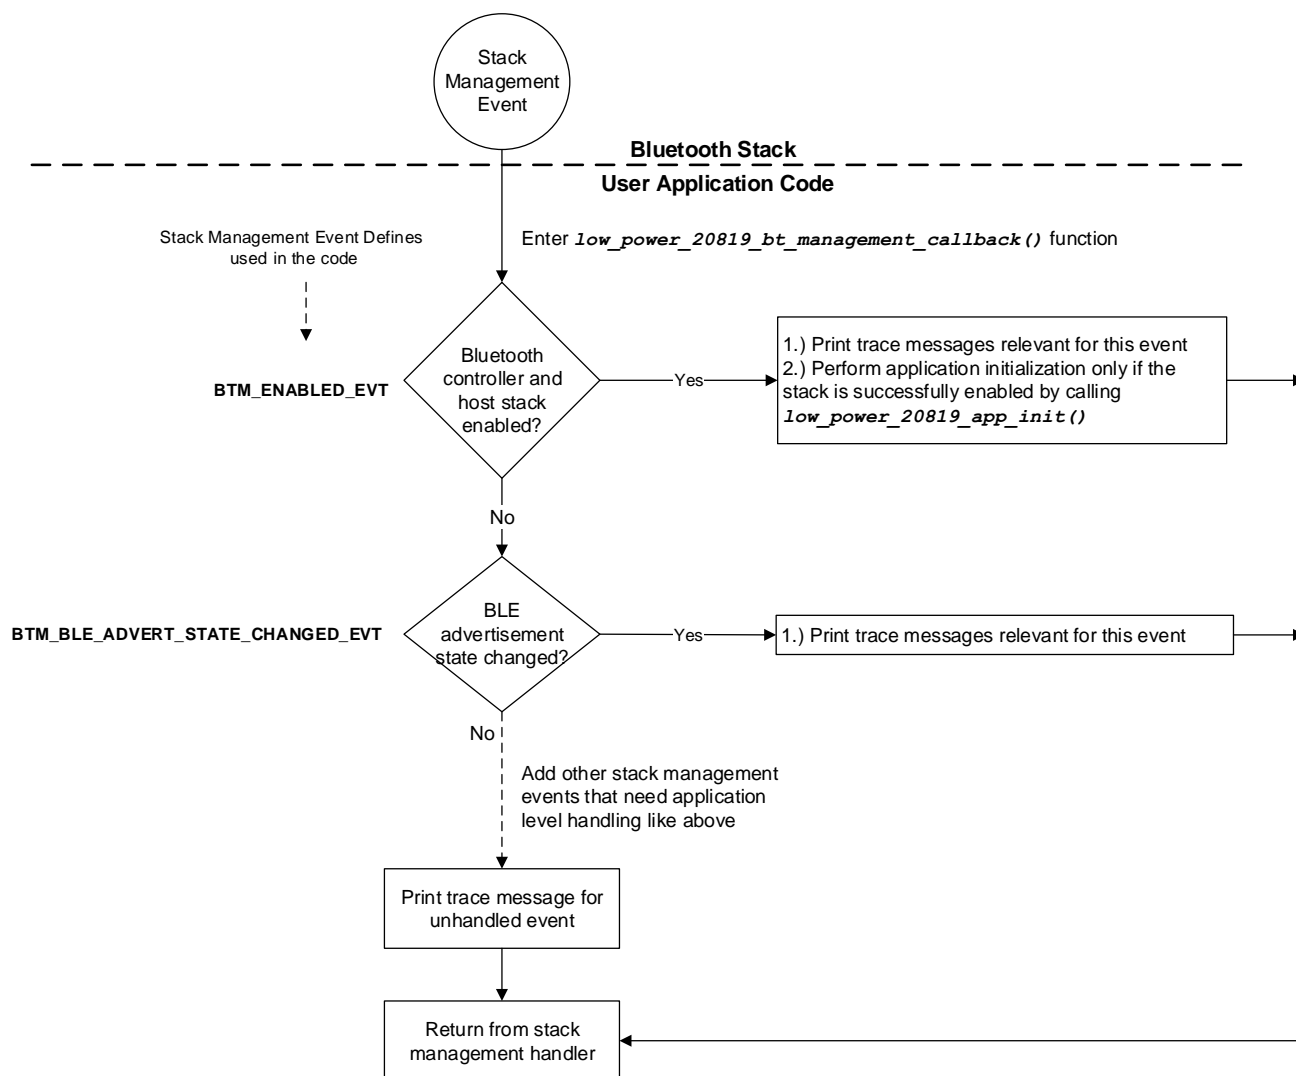 Stack
Management
Event
Bluetooth Stack
User Application Code
Stack Management Event Defines
used in the code
Enter low_power_20819_bt_management_callback() function
BTM_ENABLED_EVT
Bluetooth
controller and
host stack
enabled?
Yes
1.) Print trace messages relevant for this event
2.) Perform application initialization only if the
stack is successfully enabled by calling
low_power_20819_app_init()
No
BTM_BLE_ADVERT_STATE_CHANGED_EVT
BLE
advertisement
state changed?
Yes
1.) Print trace messages relevant for this event
No
Add other stack management
events that need application
level handling like above
Print trace message for
unhandled event
Return from stack
management handler